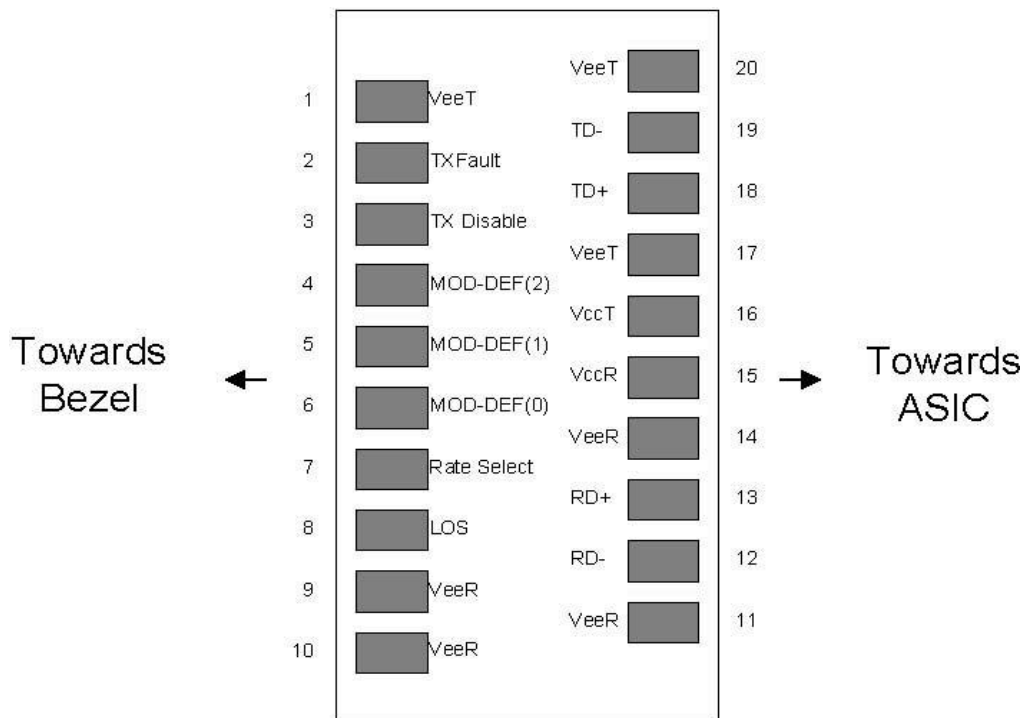 VeeT 20
1 VeeT
TD- 19
2 TXFault
TD+ 18
3 TX Disable
VeeT 17
4 MOD-DEF(2)
VccT 16
5 MOD-DEF(1)
Towards
Bezel
VccR 15
Towards
ASIC
6 MOD-DEF(0)
VeeR 14
7 Rate Select
RD+ 13
8 LOS
RD- 12
9 VeeR
VeeR 11
10 VeeR